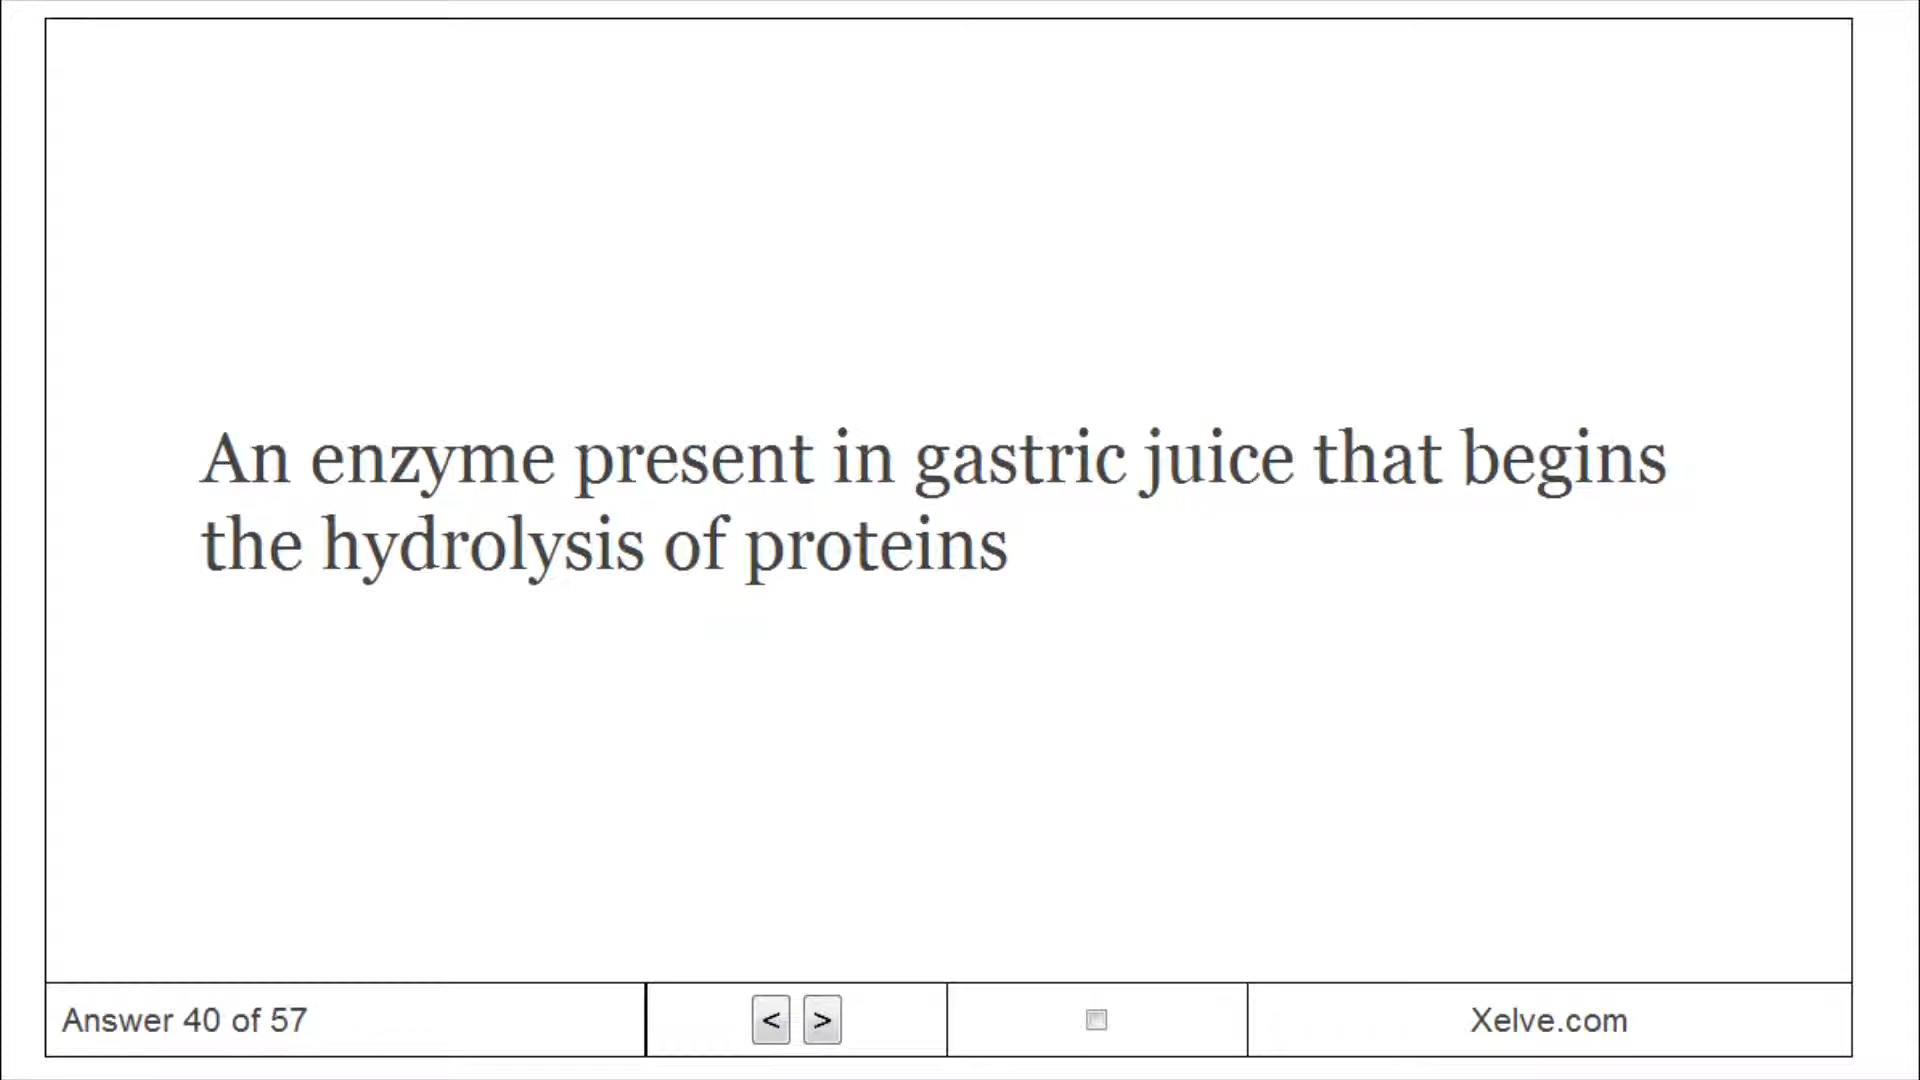 An enzyme present in gastric juice that begins
the hydrolysis of proteins
Answer 40 of 57
< >
Xelve.com